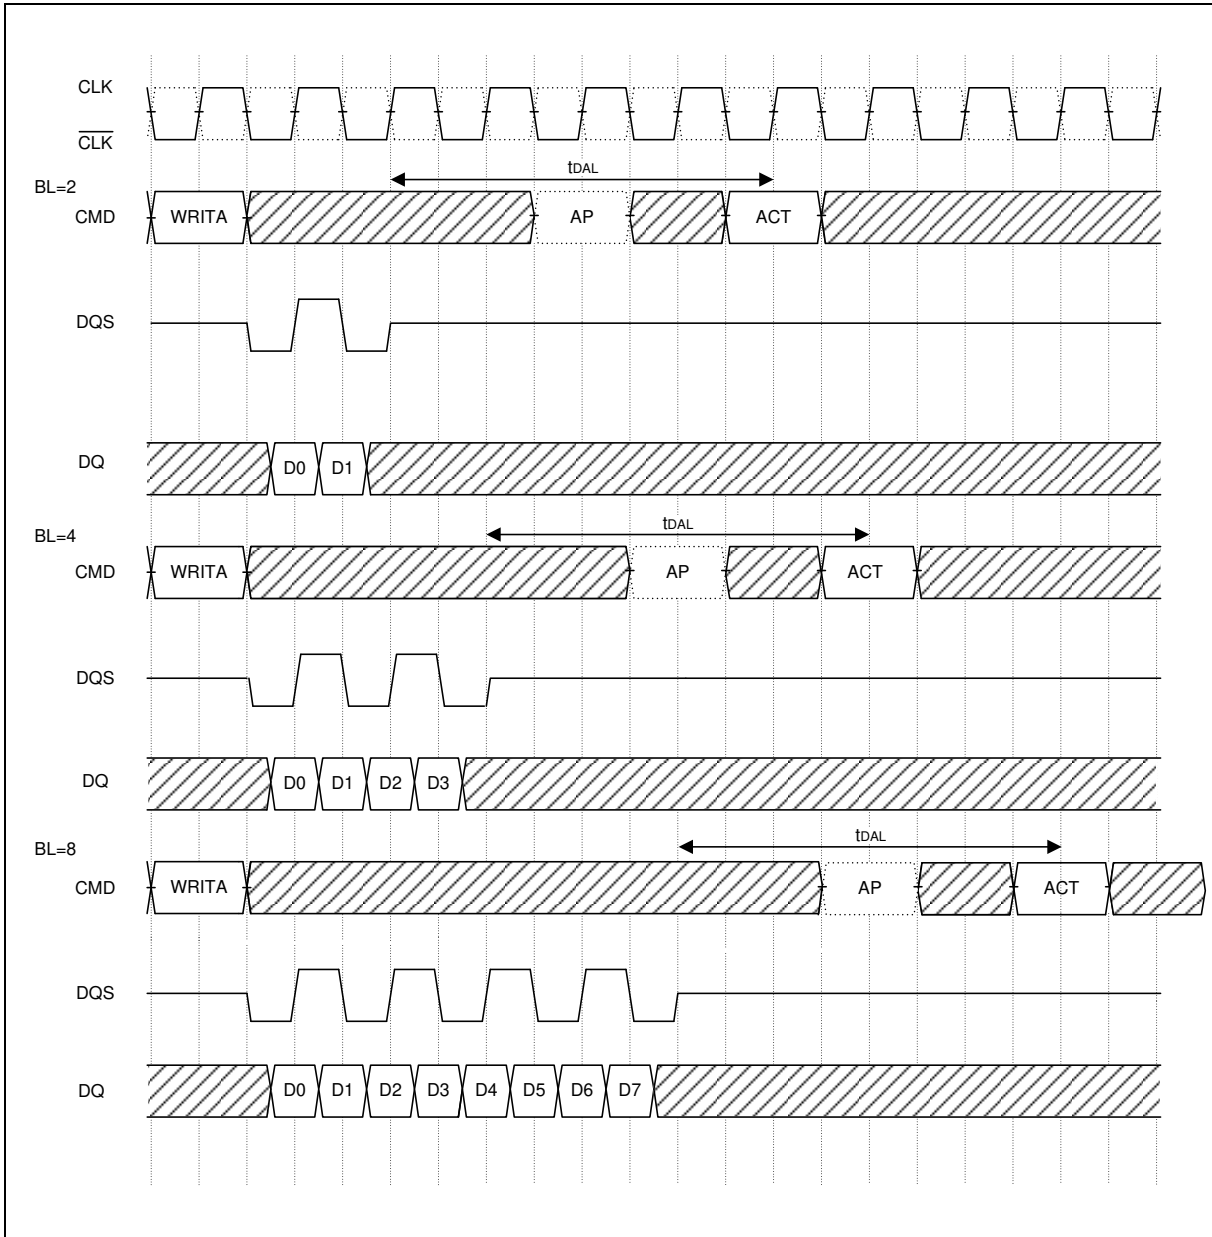 CLK
CLK
tDAL
BL=2
CMD WRITA AP ACT
DQS
DQ D0 D1
tDAL
BL=4
CMD WRITA AP ACT
DQS
DQ D0 D1 D2 D3
tDAL
BL=8
CMD WRITA AP ACT
DQS
DQ D0 D1 D2 D3 D4 D5 D6 D7